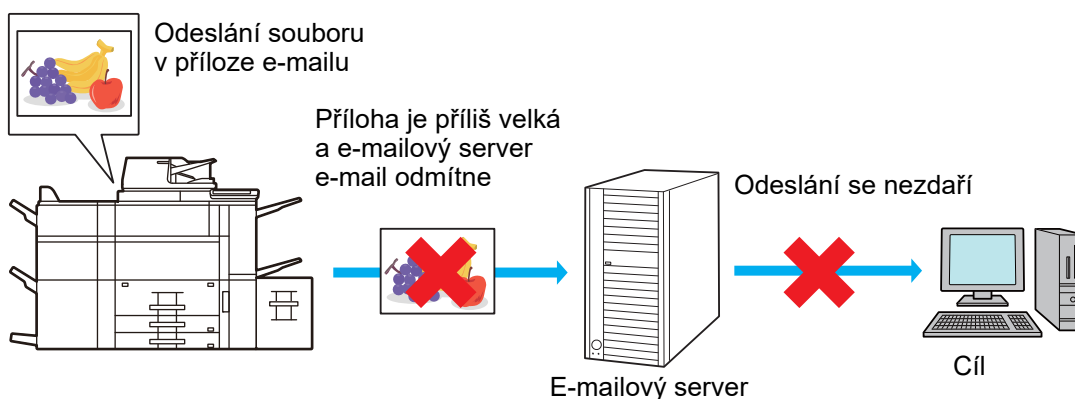 Odeslání souboru
v příloze e-mailu
Příloha je příliš velká
a e-mailový server
e-mail odmítne
Odeslání se nezdaří
E-mailový server
Cíl